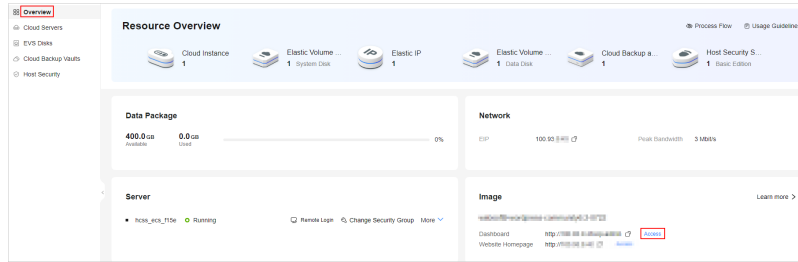 Overview
Cloud Servers
EVS Disks
Cloud Backup Vaults
Host Security
Resource Overview
Process Flow
Usage Guideline
Cloud Instance
1
Elastic Volume ...
1 System Disk
Elastic IP
1
Elastic Volume ...
1 Data Disk
Cloud Backup a...
1
Host Security S...
1 Basic Edition
Data Package
400.0 GB
Available
0.0 GB
Used
0%
Network
EIP
100.93
Peak Bandwidth
3 Mbit/s
Server
hcss_ecs_f15e
Running
Remote Login
Change Security Group
More
Image
Learn more >
Dashboard
http://
Access
Website Homepage
http://